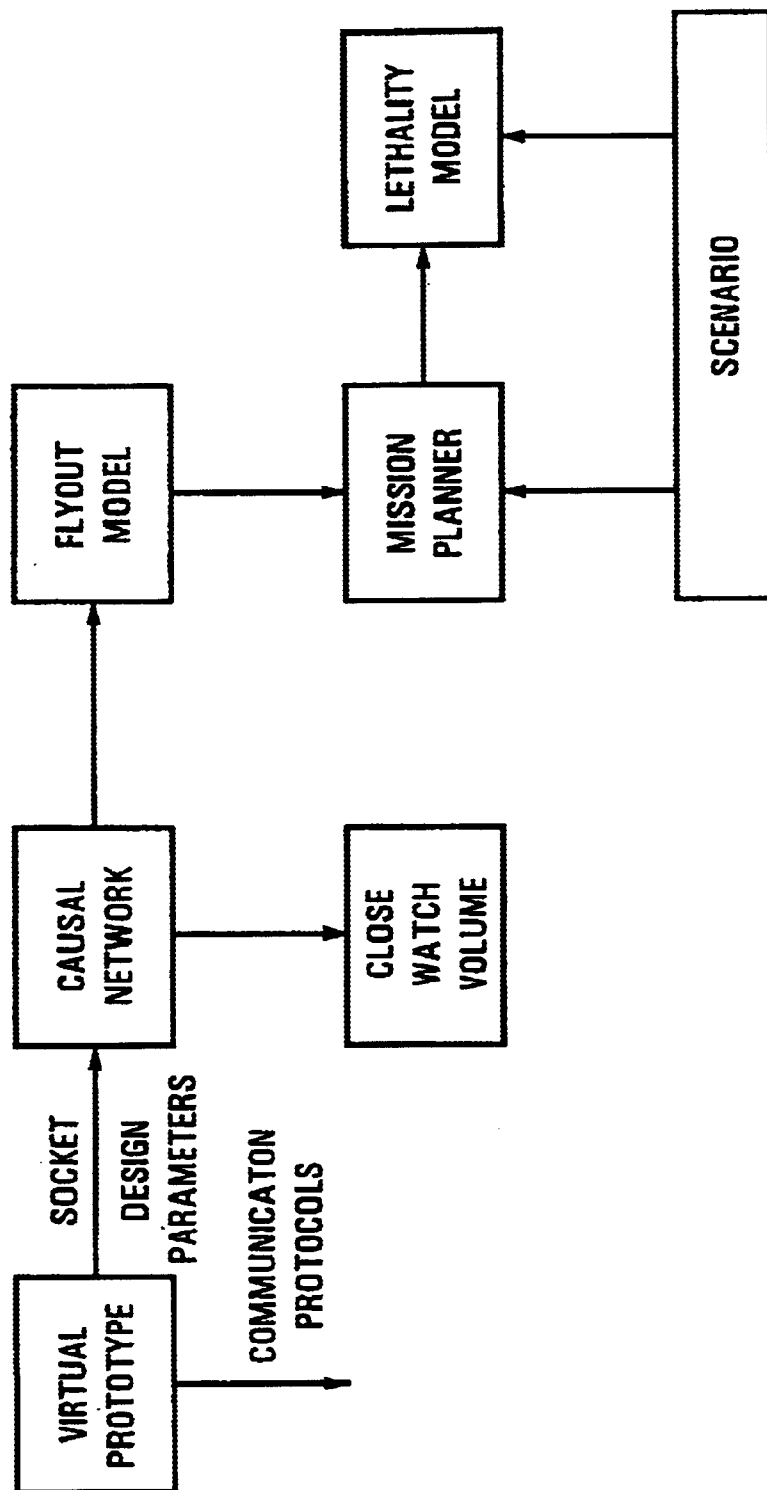 VIRTUAL
PROTOTYPE
SOCKET
DESIGN
PARAMETERS
COMMUNICATON
PROTOCOLS
CAUSAL
NETWORK
CLOSE
WATCH
VOLUME
FLYOUT
MODEL
MISSION
PLANNER
LETHALITY
MODEL
SCENARIO